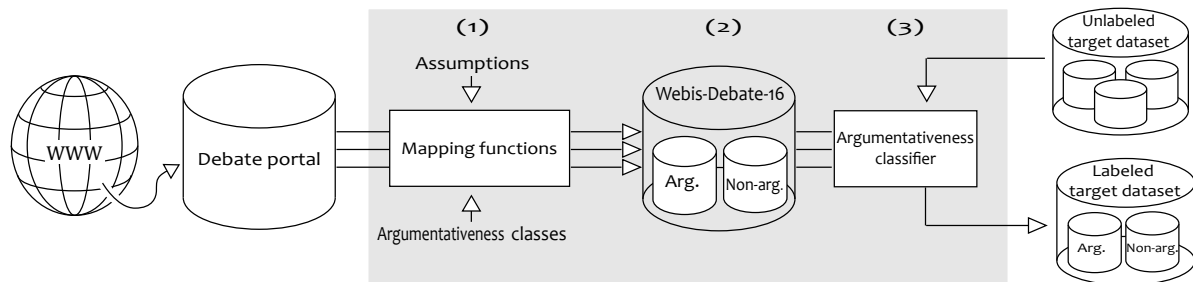 (1)
(2)
(3)
Assumptions
Unlabeled
target dataset
WWW
Debate portal
Mapping functions
Webis-Debate-16
Arg.
Non-arg.
Argumentativeness
classifier
Argumentativeness classes
Labeled
target dataset
Arg.
Non-arg.